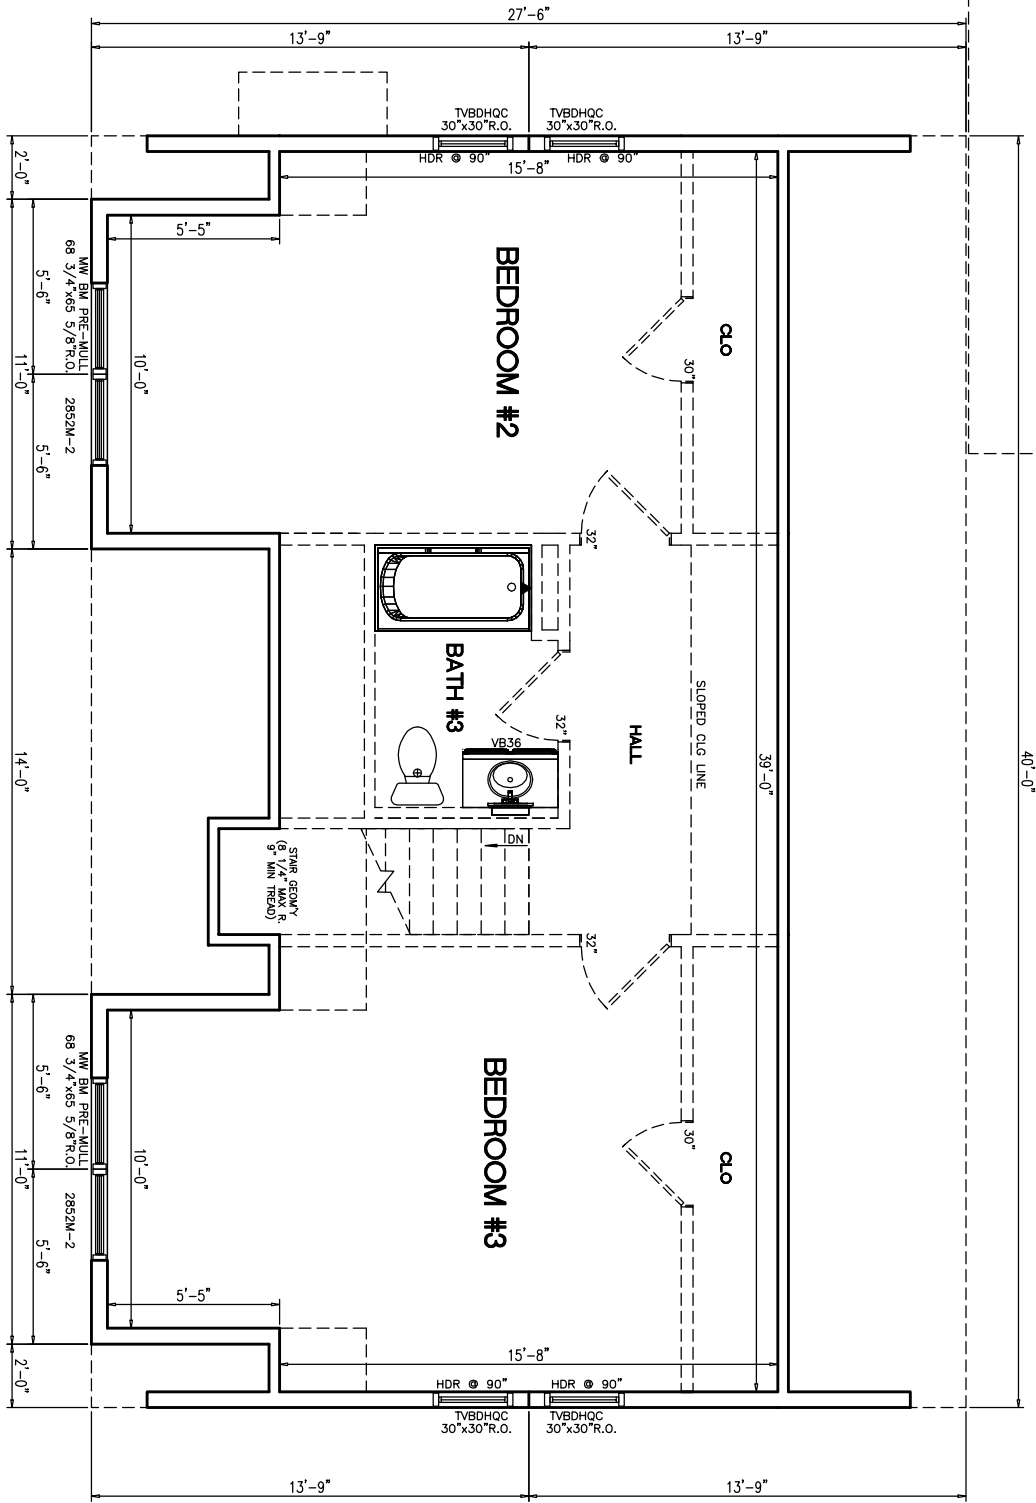 27'-6"
13'-9"
13'-9"
TVBDHQC
30"x30"R.O.
TVBDHQC
30"x30"R.O.
HDR @ 90"
HDR @ 90"
15'-8"
2'-0"
5'-5"
MW BM PRE-MULL
68 3/4"x65 5/8"R.O.
2852M-2
5'-6"
5'-6"
11'-0"
10'-0"
BEDROOM #2
CLO
30"
32"
BATH #3
32"
VB36
HALL
SLOPED CLG LINE
39'-0"
40'-0"
14'-0"
DN
STAIR GEOM'Y
(8 1/4" MAX R.
9" MIN TREAD)
32"
MW BM PRE-MULL
68 3/4"x65 5/8"R.O.
2852M-2
5'-6"
5'-6"
11'-0"
10'-0"
BEDROOM #3
CLO
30"
5'-5"
2'-0"
15'-8"
HDR @ 90"
HDR @ 90"
TVBDHQC
30"x30"R.O.
TVBDHQC
30"x30"R.O.
13'-9"
13'-9"